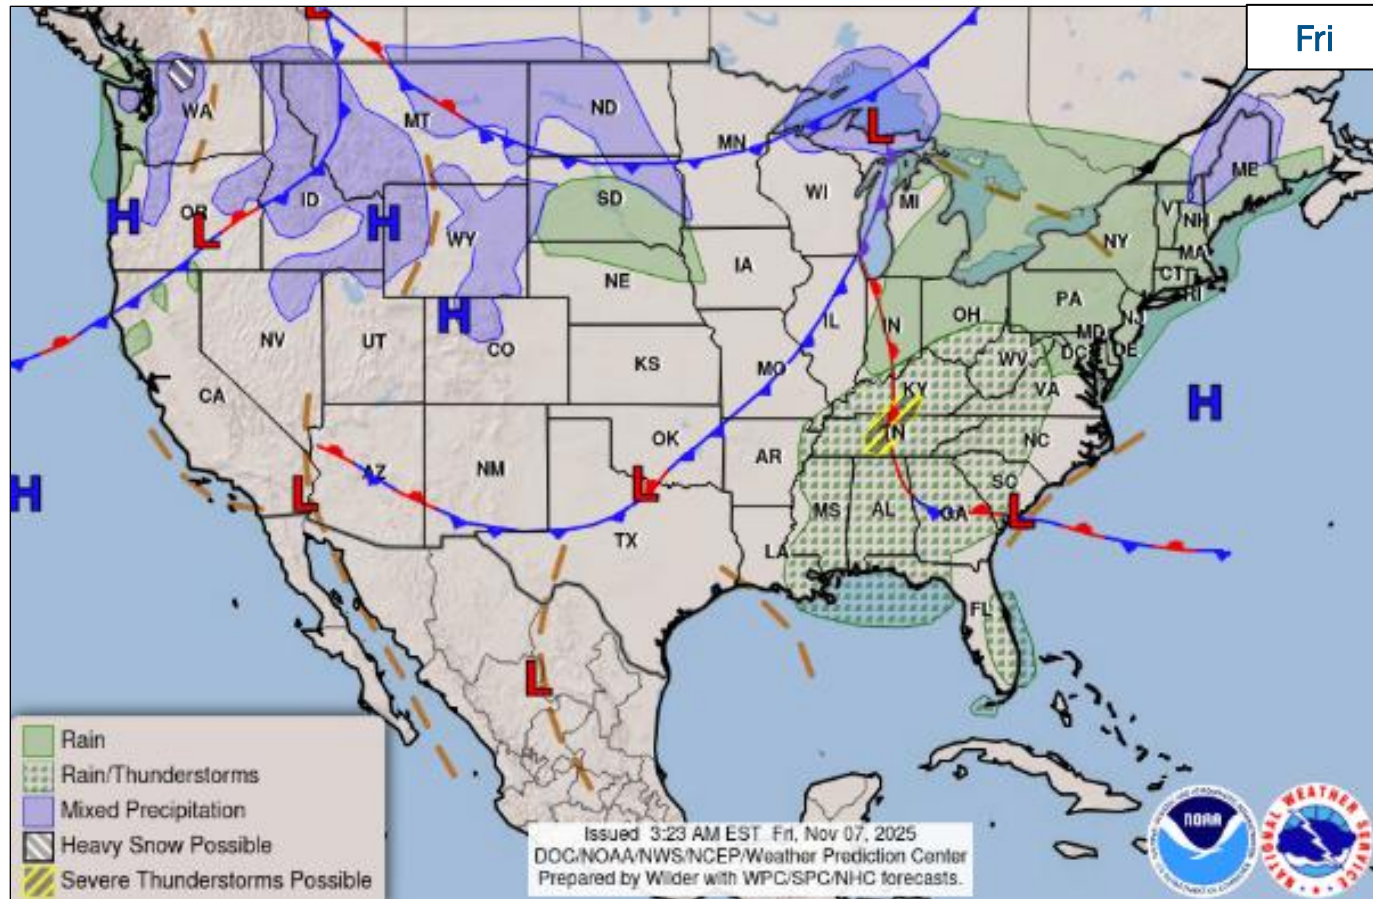 Fri
L
WA
MT
ND
MN
L
ME
OR
L
ID
H
H
WY
SD
WI
MI
VT
NH
NY
MA
CT
RI
H
NE
IA
IL
IN
OH
PA
NJ
MD
DE
DC
NV
UT
CO
KS
MO
WV
VA
KY
H
CA
AZ
NM
OK
AR
TN
NC
H
L
L
MS
AL
GA
SC
L
TX
LA
FL
L
Rain
Rain/Thunderstorms
Mixed Precipitation
Heavy Snow Possible
Severe Thunderstorms Possible
Issued 3:23 AM EST Fri, Nov 07, 2025
DOC/NOAA/NWS/NCEP/Weather Prediction Center
Prepared by Wilder with WPC/SPC/NHC forecasts.
NOAA
NATIONAL WEATHER SERVICE